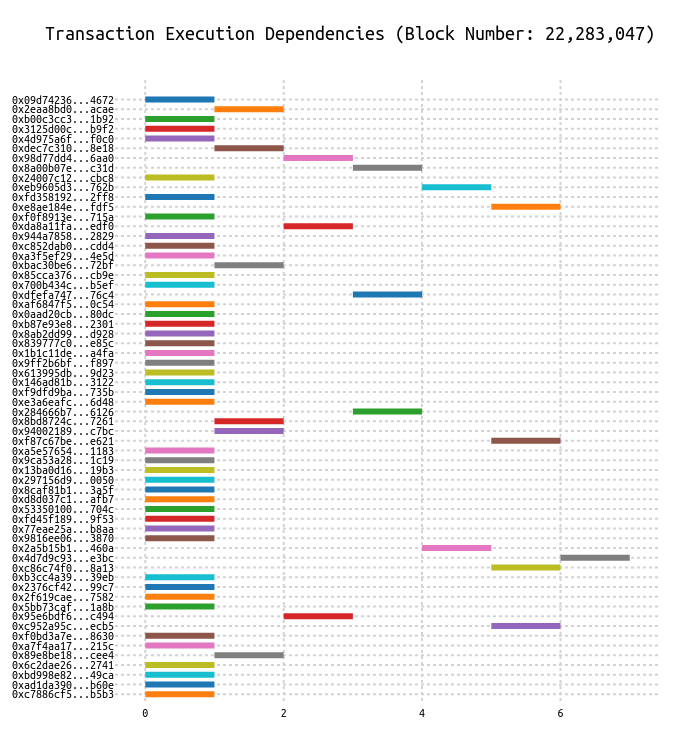 Transaction Execution Dependencies (Block Number: 22,283,047)
0x09d74236...4672
0x2eaa8bd0...acae
0xb00c3cc3...1b92
0x3125d00c...b9f2
0x4d975a6f...f0c0
0xdec7c310...8e18
0x98d77dd4...6aa0
0x8a00b07e...c31d
0x24007c12...cbc8
0xeb9605d3...762b
0xfd358192...2ff8
0xe8ae184e...fdf5
0xf0f8913e...715a
0xda8a11fa...edf0
0x944a7858...2829
0xc852dab0...cdd4
0xa3f5ef29...4e5d
0xbac30be6...72bf
0x85cca376...cb9e
0x700b434c...b5ef
0xdfefa747...76c4
0xaf6847f5...0c54
0x0aad20cb...80dc
0xb87e93e8...2301
0x8ab2dd99...d928
0x839777c0...e85c
0x1b1c11de...a4fa
0x9ff2b6bf...f897
0x613995db...9d23
0x146ad81b...3122
0xf9dfd9ba...735b
0xe3a6eafc...6d48
0x284666b7...6126
0x8bd8724c...7261
0x94002189...c7bc
0xf87c67be...e621
0xa5e57654...1183
0x9ca53a28...1c19
0x13ba0d16...19b3
0x297156d9...0050
0x8caf81b1...3a5f
0xd8d037c1...afb7
0x53350100...704c
0xfd45f189...9f53
0x77eae25a...b8aa
0x9816ee06...3870
0x2a5b15b1...460a
0x4d7d9c93...e3bc
0xc86c74f0...8a13
0xb3cc4a39...39eb
0x2376cf42...99c7
0x2f619cae...7582
0x5bb73caf...1a8b
0x95e6bdf6...c494
0xc952a95c...ecb5
0xf0bd3a7e...8630
0xa7f4aa17...215c
0x89e8be18...cee4
0x6c2dae26...2741
0xbd998e82...49ca
0xad1da390...b60e
0xc7886cf5...b5b3
0 2 4 6